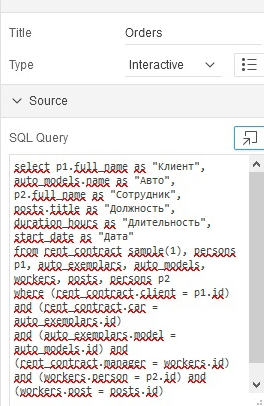 Title
Orders
Type
Interactive
Source
SQL Query
select p1.full_name as "Клиент",
auto_models.name as "Авто",
p2.full_name as "Сотрудник",
posts.title as "Должность",
duration_hours as "Длительность",
start_date as "Дата"
from rent_contract sample(1), persons
p1, auto_exemplars, auto_models,
workers, posts, persons p2
where (rent_contract.client = p1.id)
and (rent_contract.car =
auto_exemplars.id)
and (auto_exemplars.model =
auto_models.id) and
(rent_contract.manager = workers.id)
and (workers.person = p2.id) and
(workers.post = posts.id)